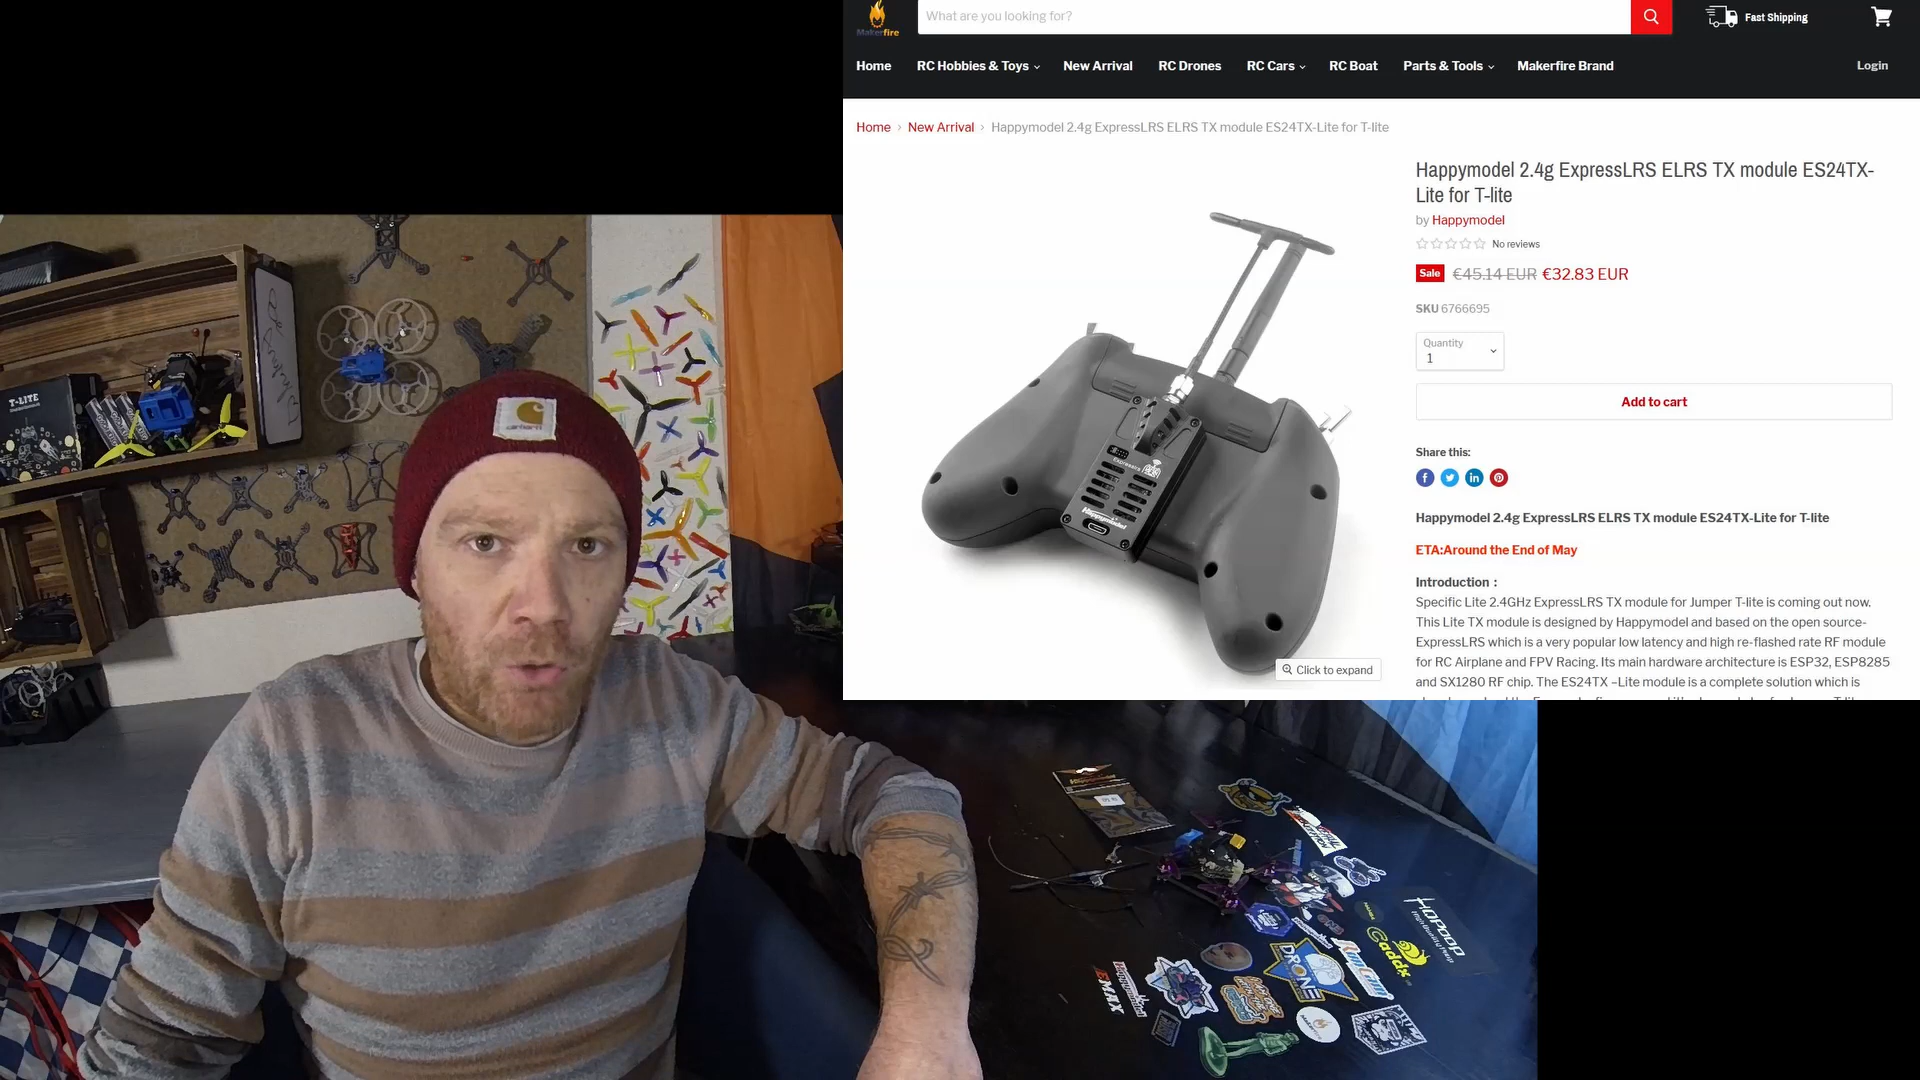 Makerfire
What are you looking for?
Fast Shipping
Home
RC Hobbies & Toys
New Arrival
RC Drones
RC Cars
RC Boat
Parts & Tools
Makerfire Brand
Login
Home › New Arrival › Happymodel 2.4g ExpressLRS ELRS TX module ES24TX-Lite for T-lite
Happymodel 2.4g ExpressLRS ELRS TX module ES24TX-
Lite for T-lite
by Happymodel
No reviews
Sale €45.14 EUR €32.83 EUR
SKU 6766695
Quantity
1
Add to cart
Share this:
Happymodel 2.4g ExpressLRS ELRS TX module ES24TX-Lite for T-lite
ETA:Around the End of May
Introduction：
Specific Lite 2.4GHz ExpressLRS TX module for Jumper T-lite is coming out now.
This Lite TX module is designed by Happymodel and based on the open source-
ExpressLRS which is a very popular low latency and high re-flashed rate RF module
for RC Airplane and FPV Racing. Its main hardware architecture is ESP32, ESP8285
and SX1280 RF chip. The ES24TX –Lite module is a complete solution which is
Click to expand
ExpressLRS
Happymodel
T-LITE
carhartt
HOPOOP
Caddx
RunCam
DRONE
EMAX
Happymodel